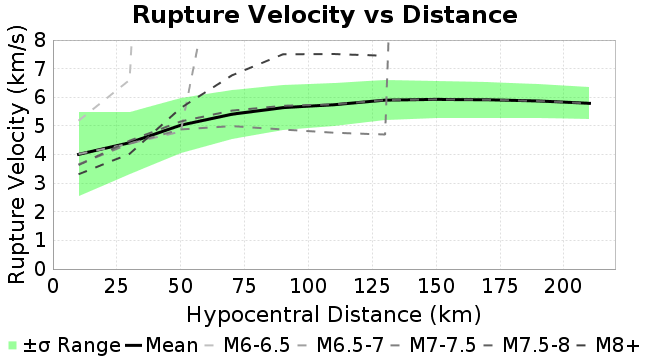 Rupture Velocity vs Distance
Rupture Velocity (km/s)
8
7
6
5
4
3
2
1
0
0 25 50 75 100 125 150 175 200
Hypocentral Distance (km)
±σ Range Mean M6-6.5 M6.5-7 M7-7.5 M7.5-8 M8+